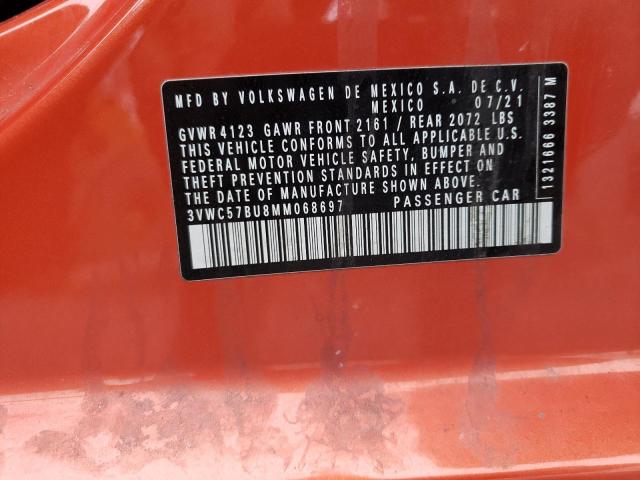 MFD BY VOLKSWAGEN DE MEXICO S.A. DE C.V.
MEXICO 07/21
GVWR 4123 GAWR FRONT 2161 / REAR 2072 LBS
THIS VEHICLE CONFORMS TO ALL APPLICABLE U.S.
FEDERAL MOTOR VEHICLE SAFETY, BUMPER AND
THEFT PREVENTION STANDARDS IN EFFECT ON
THE DATE OF MANUFACTURE SHOWN ABOVE.
3VWC57BU8MM068697 PASSENGER CAR
1321066 3387 M